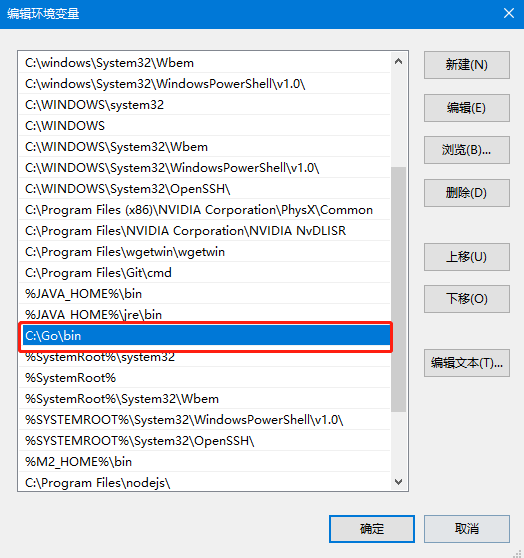 编辑环境变量
C:\windows\System32\Wbem
C:\windows\System32\WindowsPowerShell\v1.0\
C:\WINDOWS\system32
C:\WINDOWS
C:\WINDOWS\System32\Wbem
C:\WINDOWS\System32\WindowsPowerShell\v1.0\
C:\WINDOWS\System32\OpenSSH\
C:\Program Files (x86)\NVIDIA Corporation\PhysX\Common
C:\Program Files\NVIDIA Corporation\NVIDIA NvDLISR
C:\Program Files\wgetwin\wgetwin
C:\Program Files\Git\cmd
%JAVA_HOME%\bin
%JAVA_HOME%\jre\bin
C:\Go\bin
%SystemRoot%\system32
%SystemRoot%
%SystemRoot%\System32\Wbem
%SYSTEMROOT%\System32\WindowsPowerShell\v1.0\
%SYSTEMROOT%\System32\OpenSSH\
%M2_HOME%\bin
C:\Program Files\nodejs\
新建(N)
编辑(E)
浏览(B)...
删除(D)
上移(U)
下移(O)
编辑文本(T)...
确定
取消